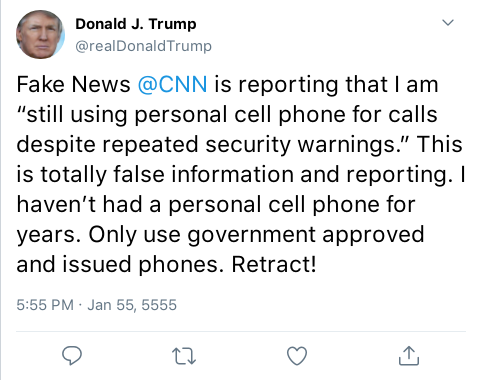 Donald J. Trump
@realDonaldTrump
Fake News @CNN is reporting that I am
“still using personal cell phone for calls
despite repeated security warnings.” This
is totally false information and reporting. I
haven’t had a personal cell phone for
years. Only use government approved
and issued phones. Retract!
5:55 PM · Jan 55, 5555